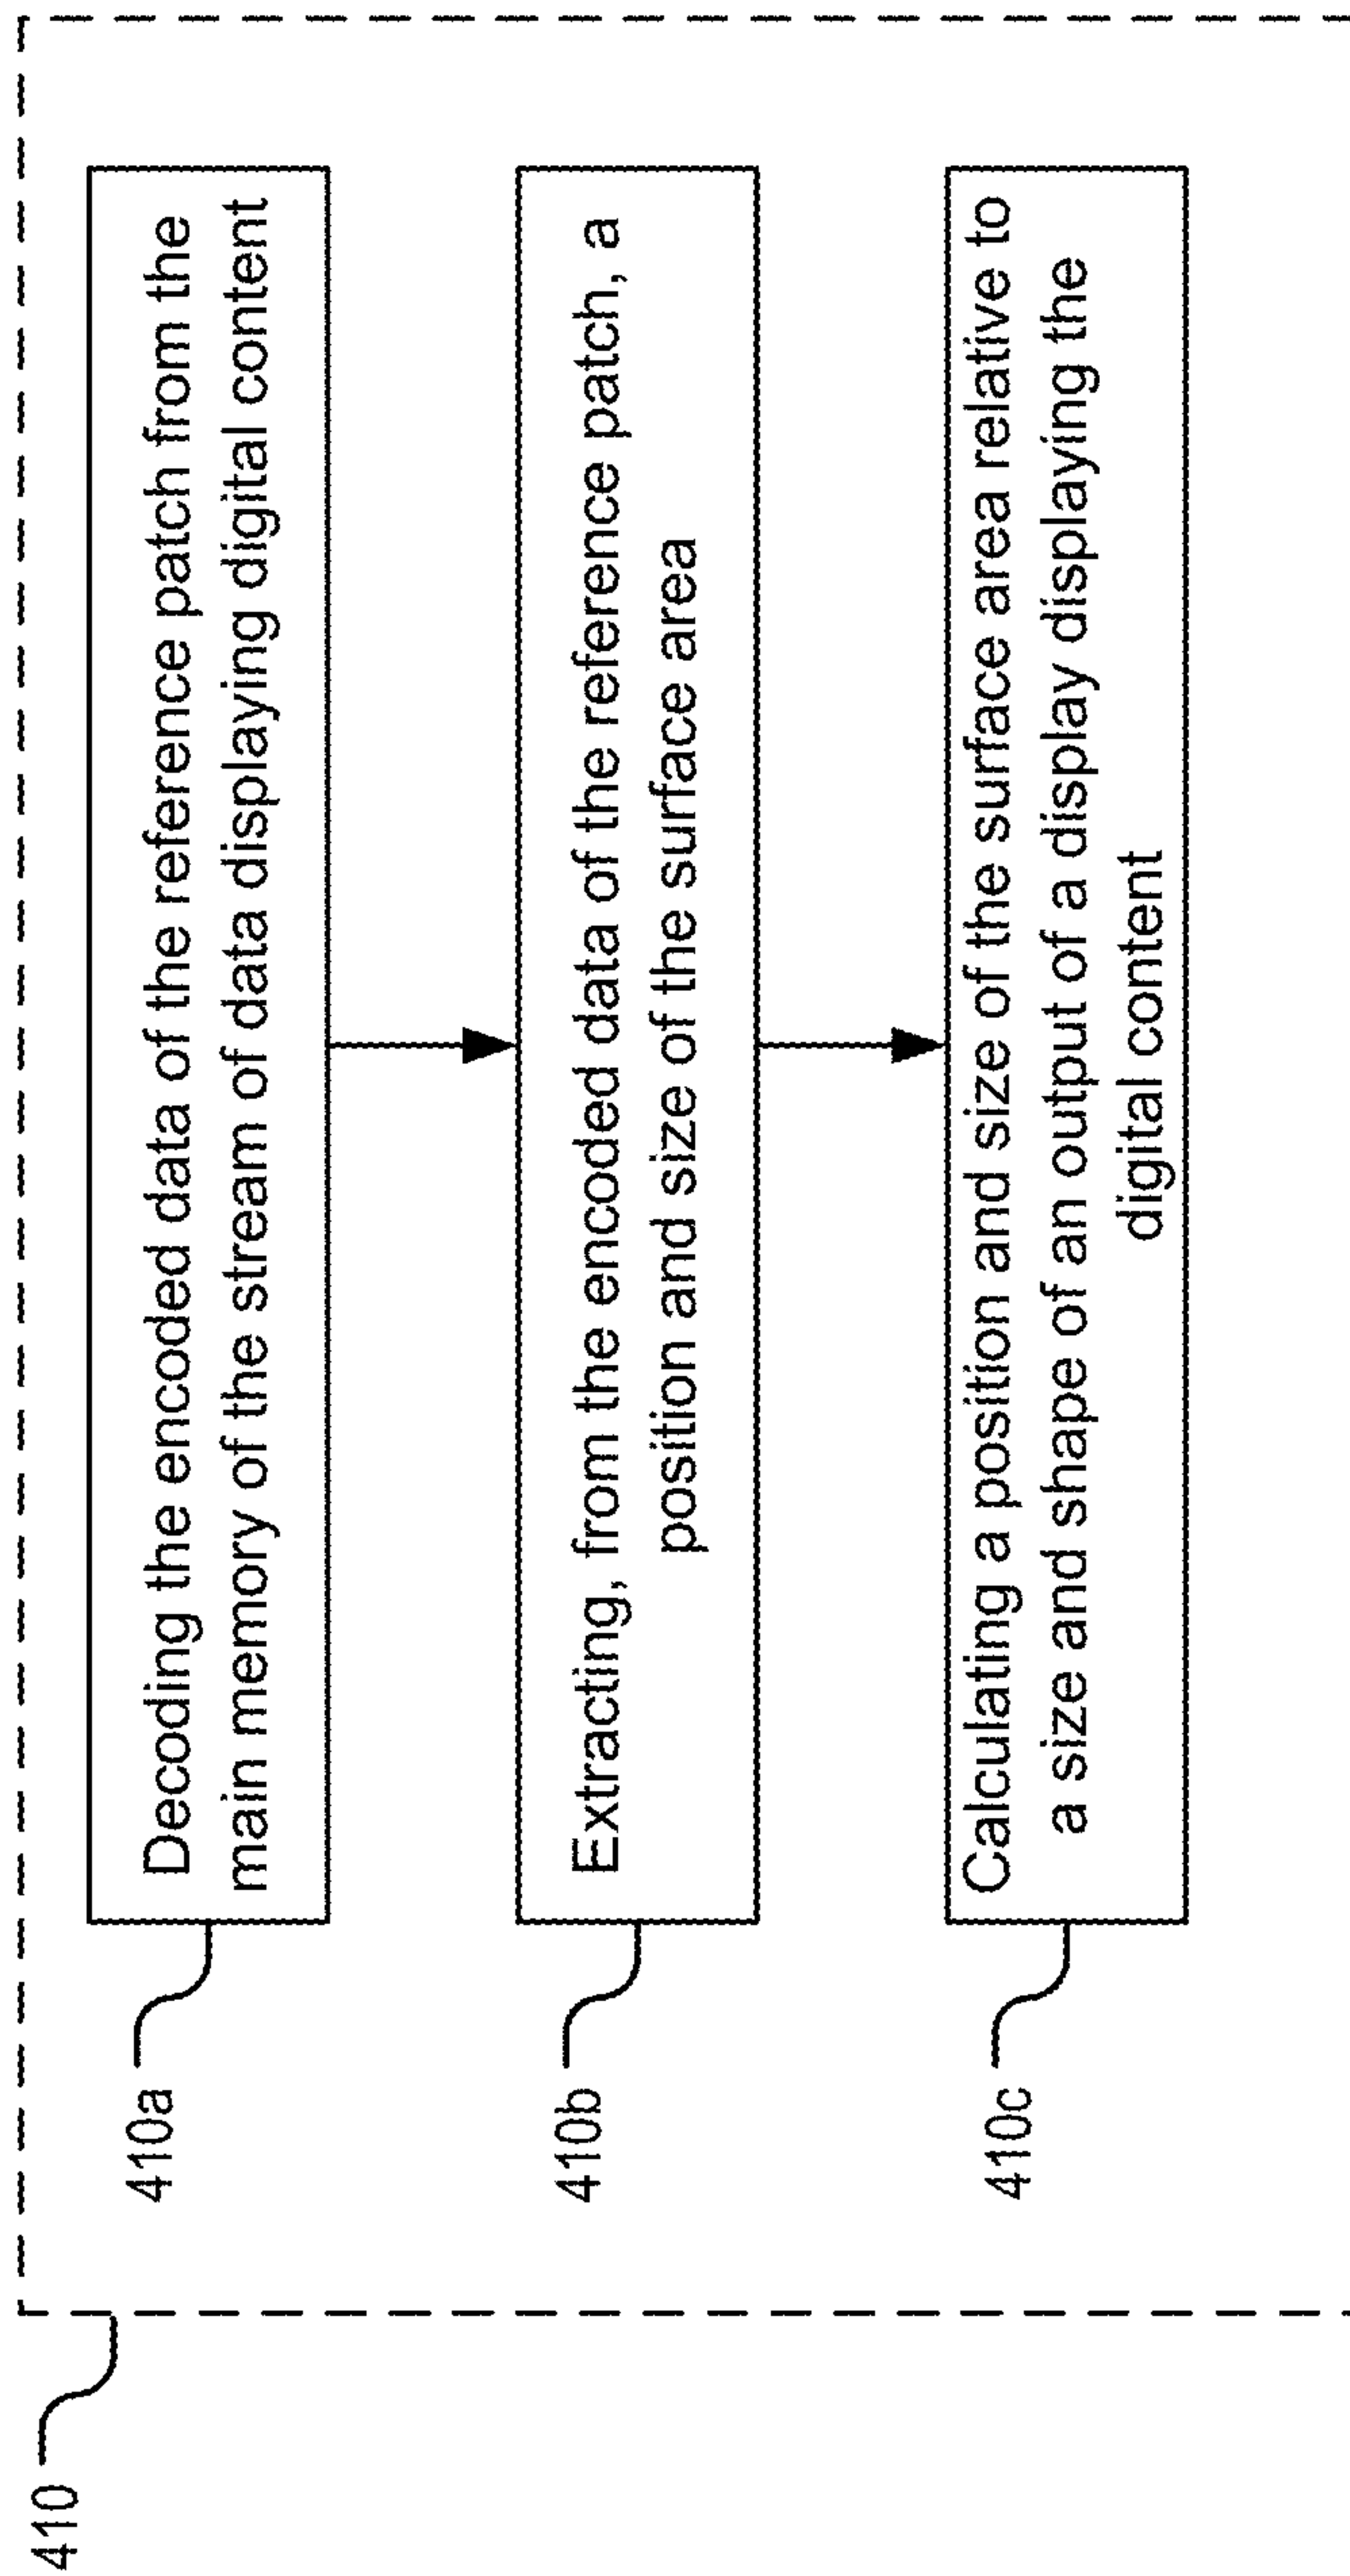 410
410a
Decoding the encoded data of the reference patch from the
main memory of the stream of data displaying digital content
410b
Extracting, from the encoded data of the reference patch, a
position and size of the surface area
410c
Calculating a position and size of the surface area relative to
a size and shape of an output of a display displaying the
digital content